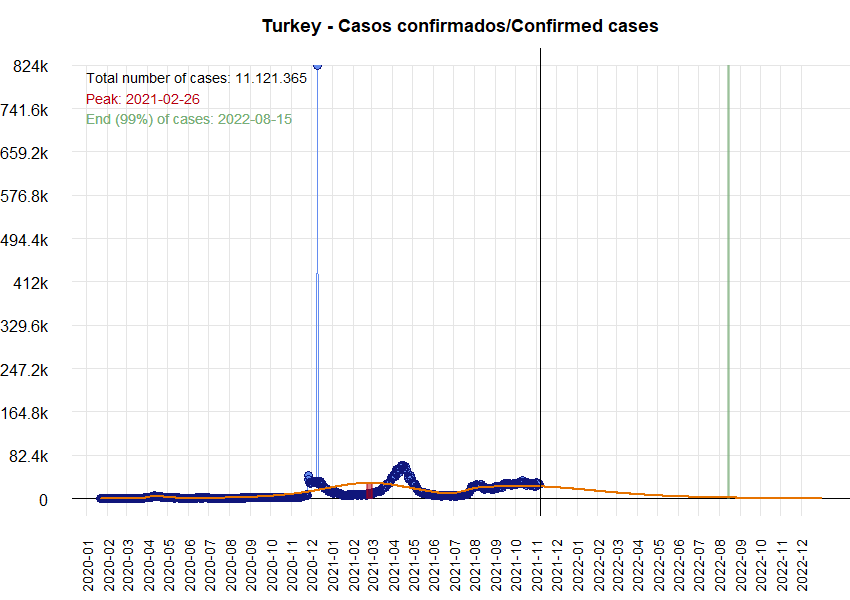 Turkey - Casos confirmados/Confirmed cases
824k
Total number of cases: 11.121.365
Peak: 2021-02-26
741.6k
End (99%) of cases: 2022-08-15
659.2k
576.8k
494.4k
412k
329.6k
247.2k
164.8k
82.4k
0
2020-01
2020-02
2020-03
2020-04
2020-05
2020-06
2020-07
2020-08
2020-09
2020-10
2020-11
2020-12
2021-01
2021-02
2021-03
2021-04
2021-05
2021-06
2021-07
2021-08
2021-09
2021-10
2021-11
2021-12
2022-01
2022-02
2022-03
2022-04
2022-05
2022-06
2022-07
2022-08
2022-09
2022-10
2022-11
2022-12